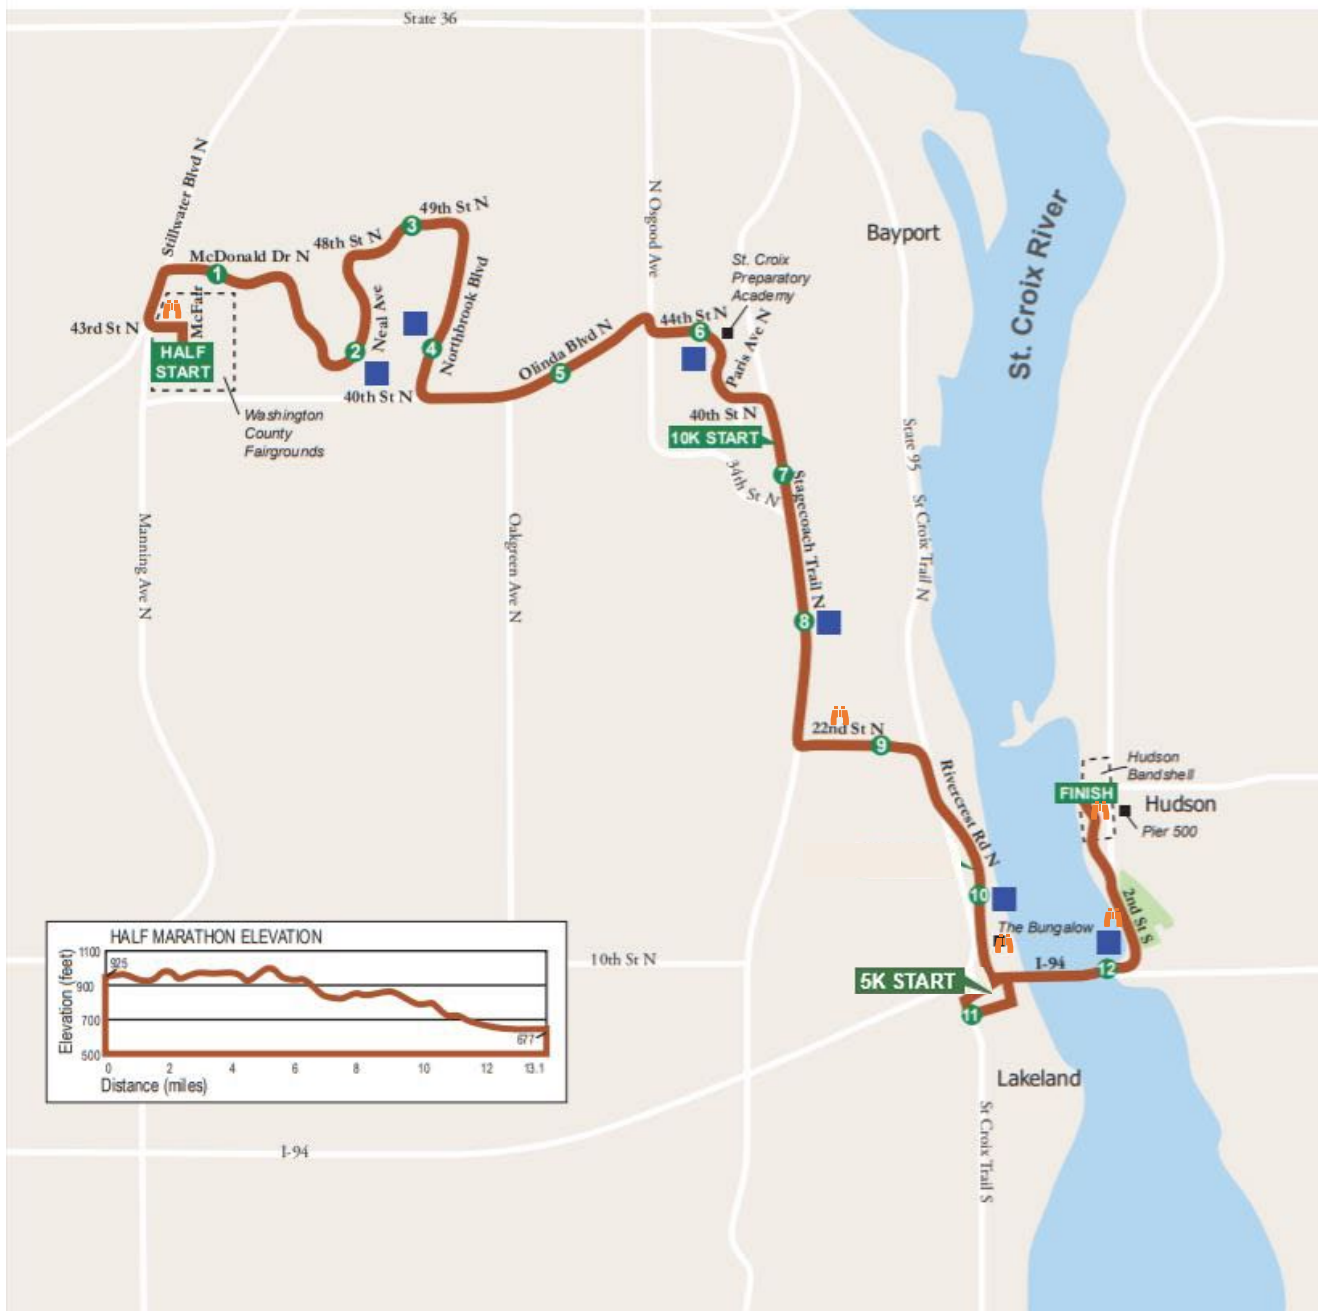 State 36
Stillwater Blvd N
McDonald Dr N
48th St N
49th St N
3
1
N Osgood Ave
Bayport
St. Croix River
St. Croix
Preparatory
Academy
43rd St N
McFair
HALF
START
2
Neal Ave
4
Northbrook Blvd
Olinda Blvd N
5
44th St N
6
Paris Ave N
40th St N
40th St N
Washington
County
Fairgrounds
10K START
7
34th St N
State 95
St Croix Trail N
Manning Ave N
Oakgreen Ave N
Stagecoach Trail N
8
22nd St N
9
Rivercrest Rd N
Hudson
Bandshell
FINISH
Hudson
Pier 500
10
2nd St S
The Bungalow
10th St N
I-94
12
5K START
11
Lakeland
St Croix Trail S
I-94
HALF MARATHON ELEVATION
Elevation (feet)
1100
900
700
500
925
677
0 2 4 6 8 10 12 13.1
Distance (miles)